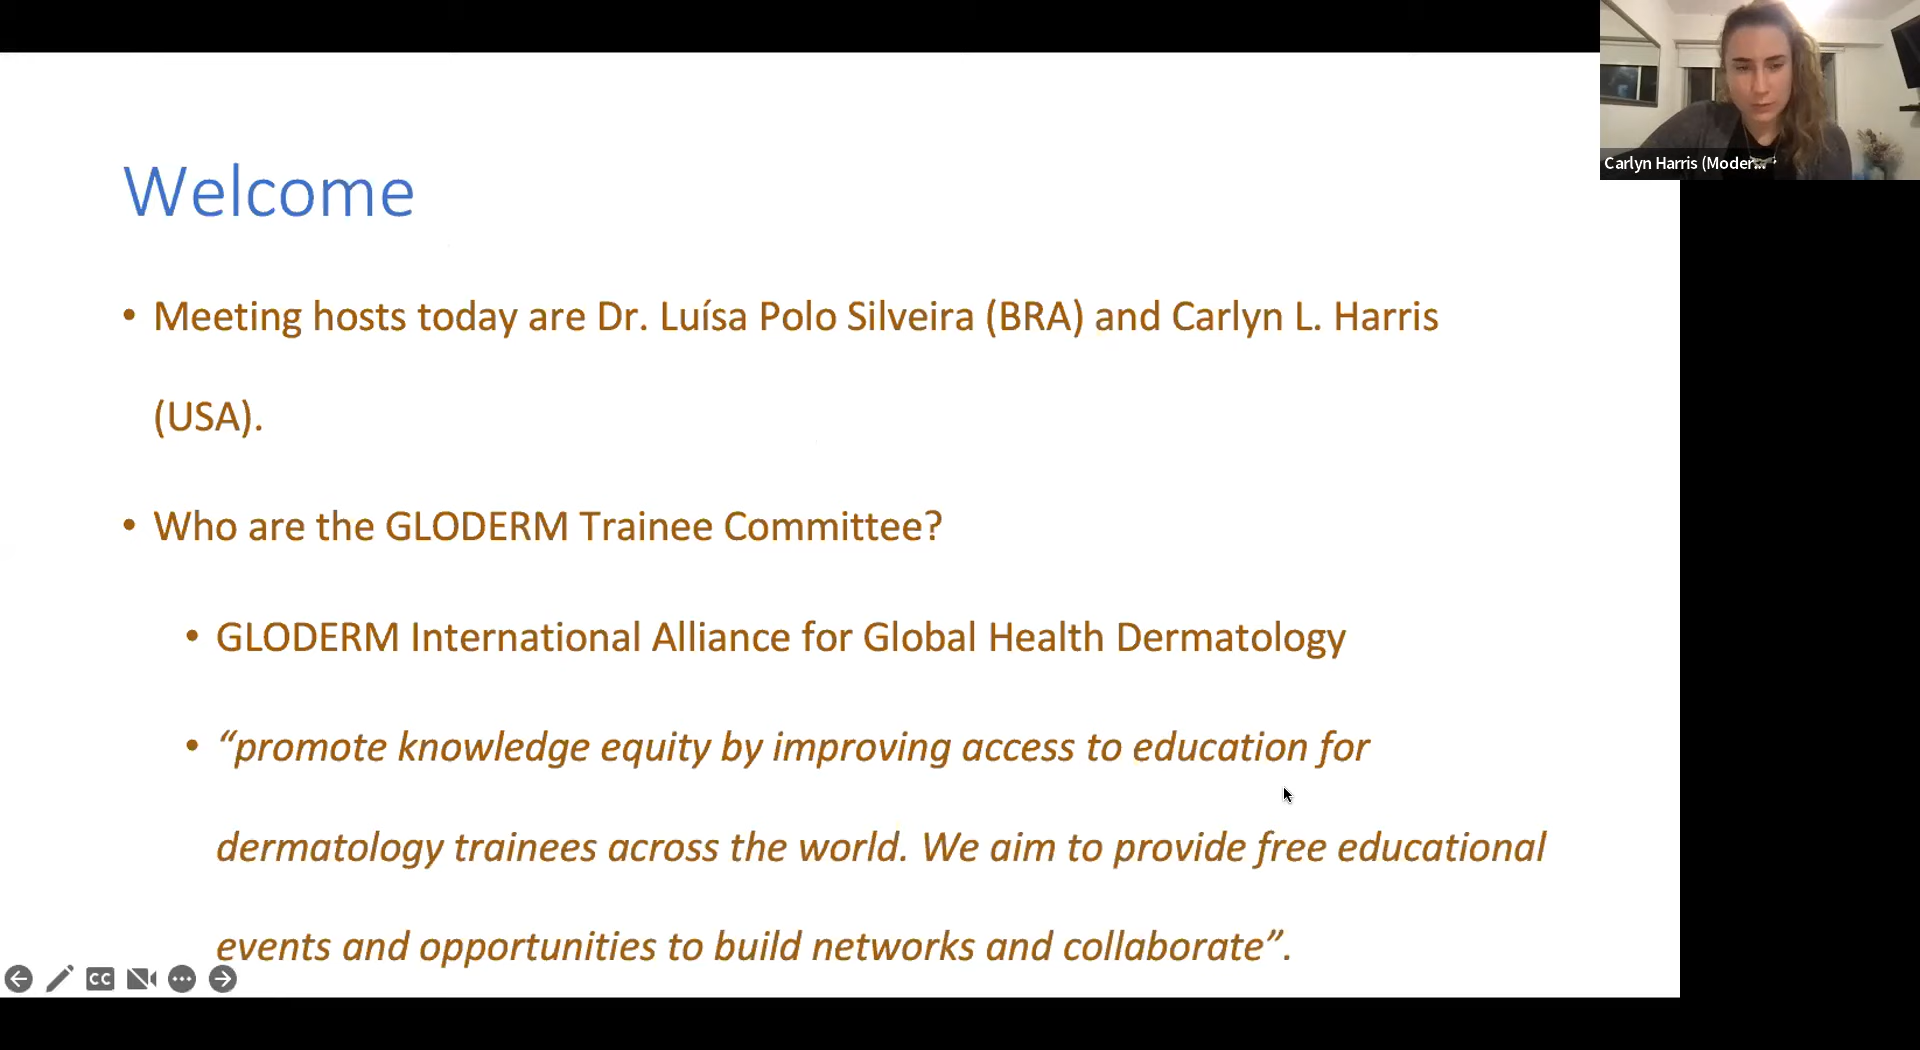 Welcome
• Meeting hosts today are Dr. Luísa Polo Silveira (BRA) and Carlyn L. Harris
(USA).
• Who are the GLODERM Trainee Committee?
• GLODERM International Alliance for Global Health Dermatology
• “promote knowledge equity by improving access to education for
dermatology trainees across the world. We aim to provide free educational
events and opportunities to build networks and collaborate”.
Carlyn Harris (Moder...
CC